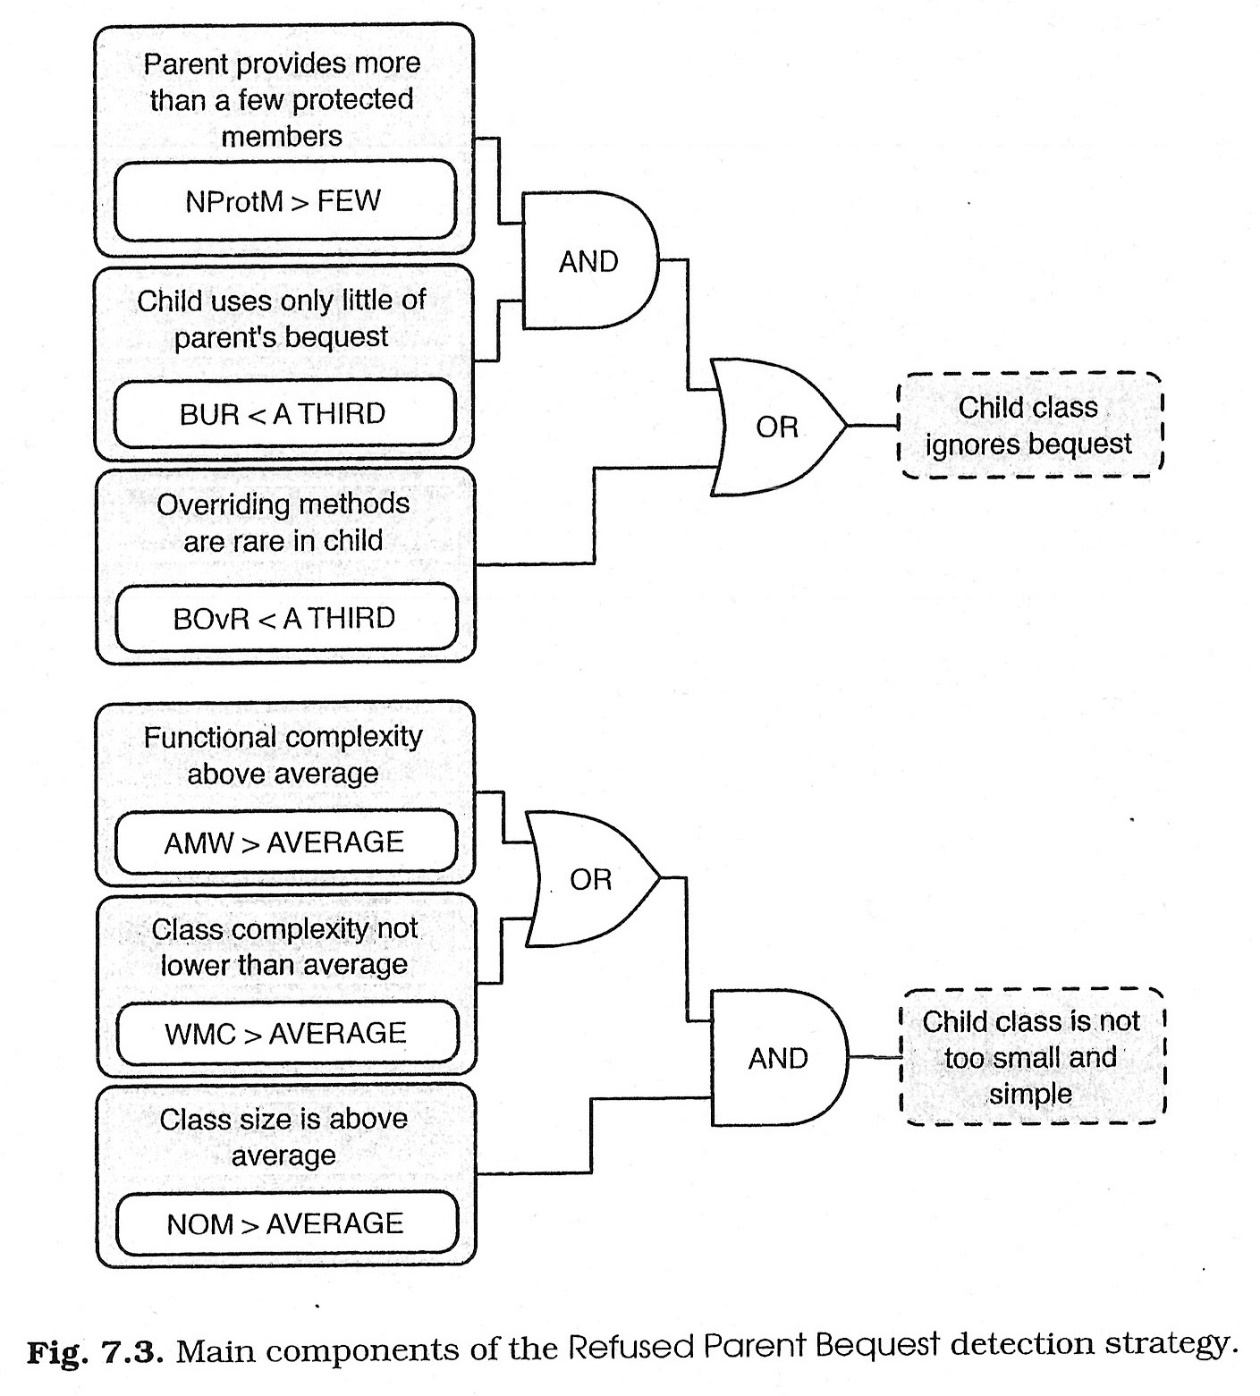 Parent provides more
than a few protected
members
NProtM > FEW
AND
Child uses only little of
parent's bequest
BUR < A THIRD
OR
Child class
ignores bequest
Overriding methods
are rare in child
BOvR < A THIRD
Functional complexity
above average
AMW > AVERAGE
OR
Class complexity not
lower than average
WMC > AVERAGE
AND
Child class is not
too small and
simple
Class size is above
average
NOM > AVERAGE
Fig. 7.3. Main components of the Refused Parent Bequest detection strategy.